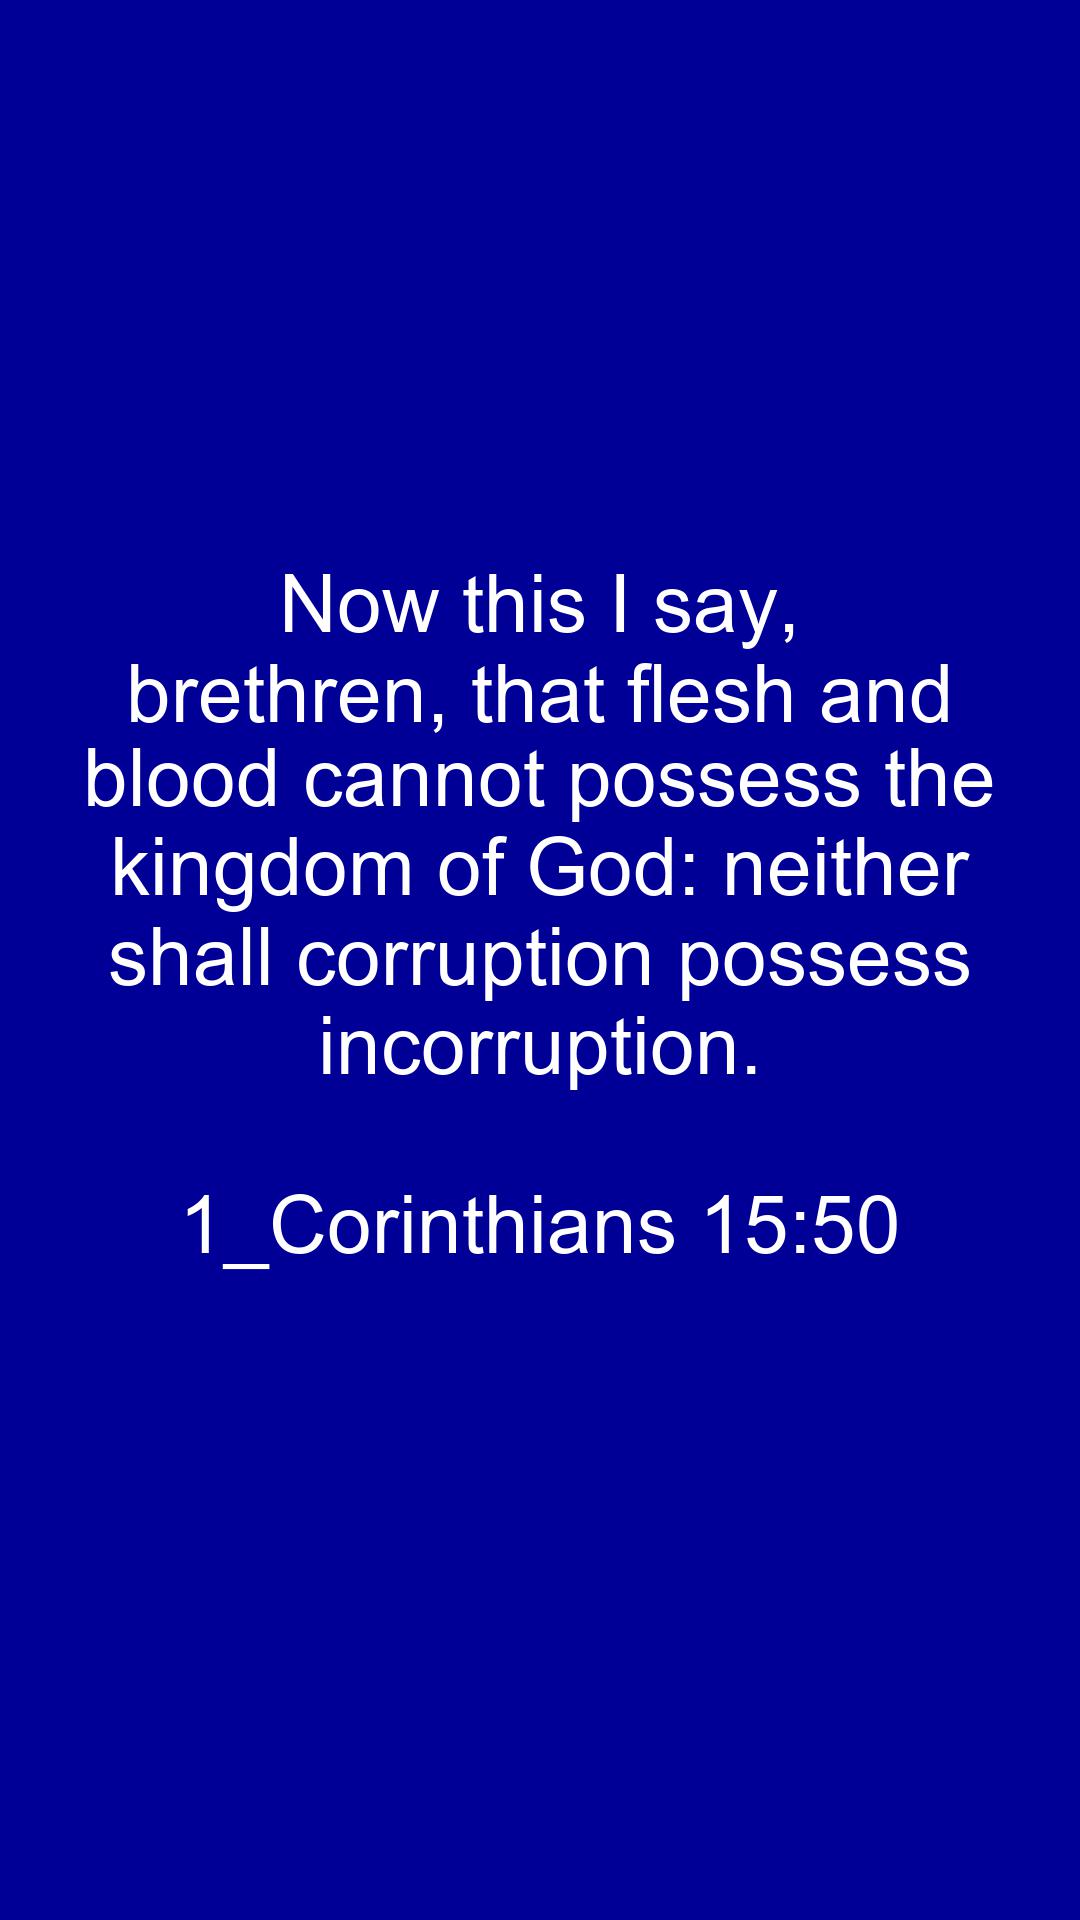 Now this I say,
brethren, that flesh and
blood cannot possess the
kingdom of God: neither
shall corruption possess
incorruption.
1_Corinthians 15:50